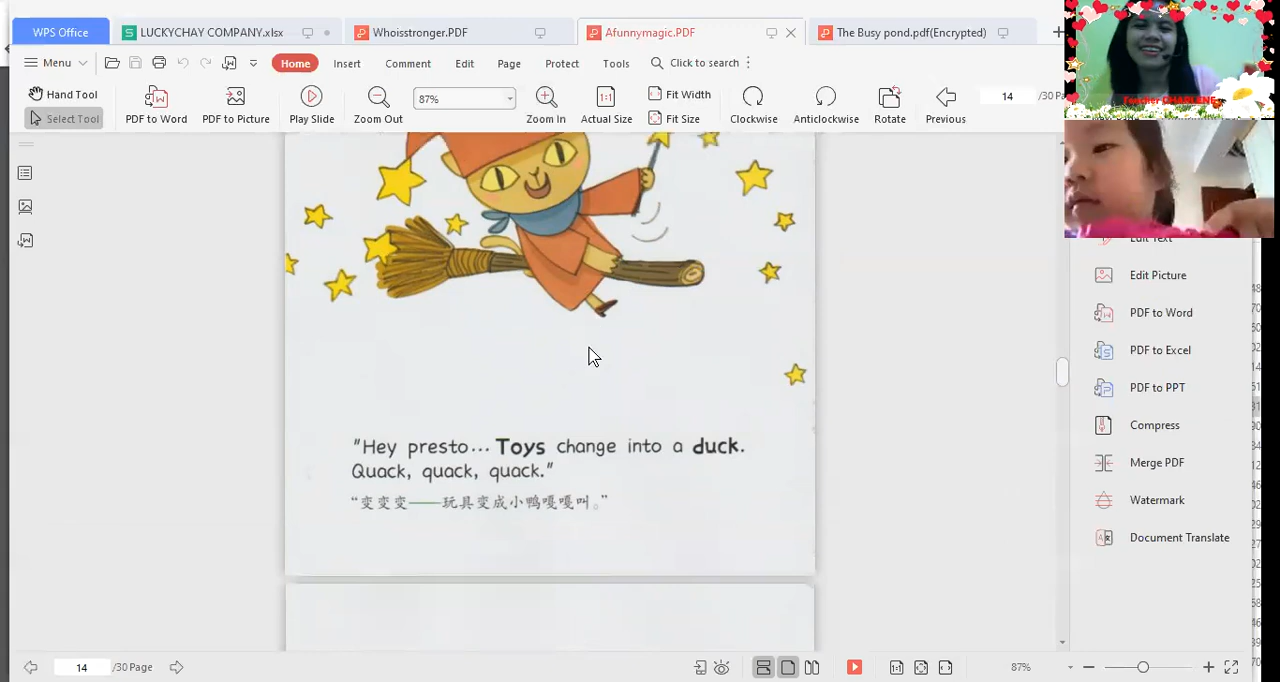 WPS Office
LUCKYCHAY COMPANY.xlsx
Whoisstronger.PDF
Afunnymagic.PDF
The Busy pond.pdf(Encrypted)
Menu
Home
Insert
Comment
Edit
Page
Protect
Tools
Click to search
Hand Tool
Select Tool
PDF to Word
PDF to Picture
Play Slide
Zoom Out
87%
Zoom In
Actual Size
Fit Width
Fit Size
Clockwise
Anticlockwise
Rotate
Previous
14
/30 Pa
Teacher DHARLENE
Edit Text
Edit Picture
PDF to Word
PDF to Excel
PDF to PPT
Compress
Merge PDF
Watermark
Document Translate
"Hey presto... Toys change into a duck.
Quack, quack, quack."
“变变变——玩具变成小鸭嘎嘎叫。”
14
/30 Page
87%